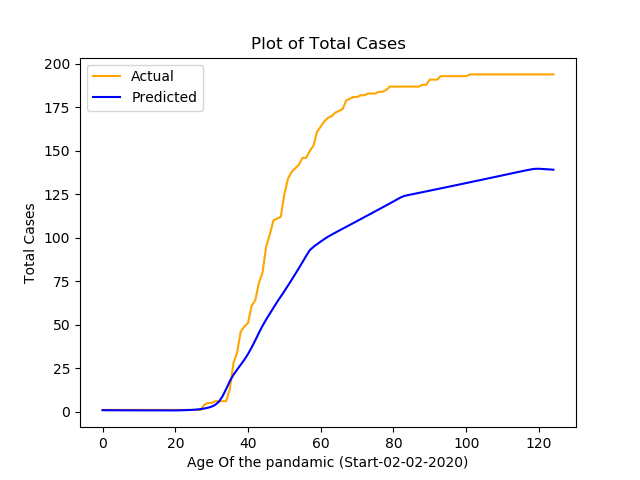 Plot of Total Cases
Actual
Predicted
200
175
150
125
100
75
50
25
0
Total Cases
0 20 40 60 80 100 120
Age Of the pandamic (Start-02-02-2020)